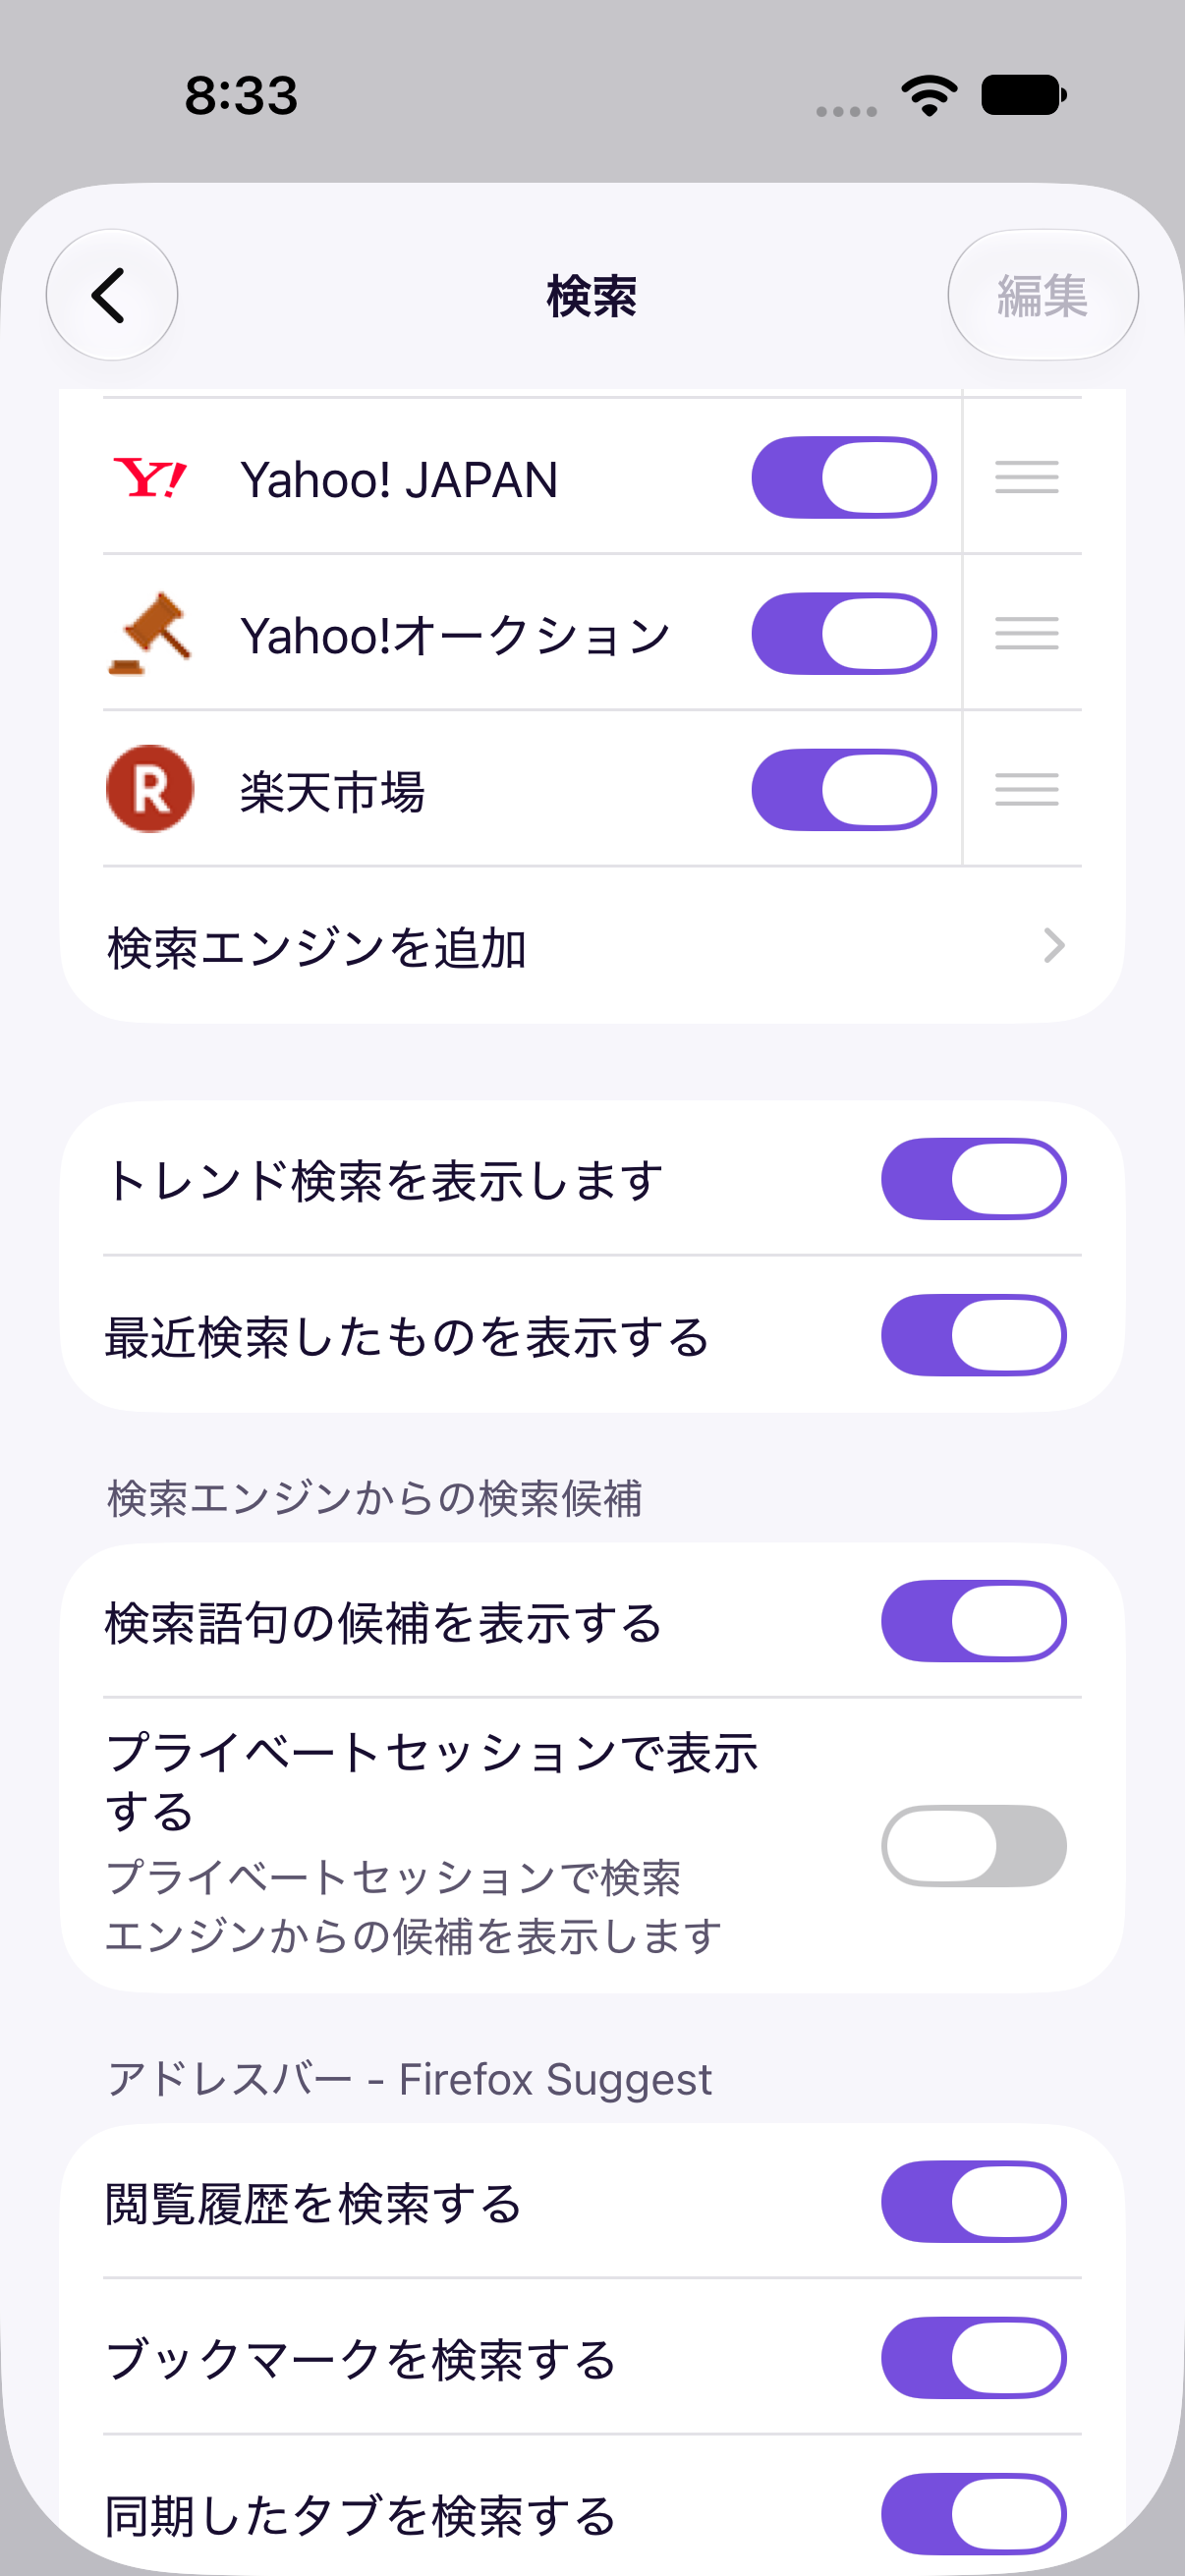 8:33
検索
編集
Y! Yahoo! JAPAN
Yahoo!オークション
R 楽天市場
検索エンジンを追加
トレンド検索を表示します
最近検索したものを表示する
検索エンジンからの検索候補
検索語句の候補を表示する
プライベートセッションで表示
する
プライベートセッションで検索
エンジンからの候補を表示します
アドレスバー - Firefox Suggest
閲覧履歴を検索する
ブックマークを検索する
同期したタブを検索する